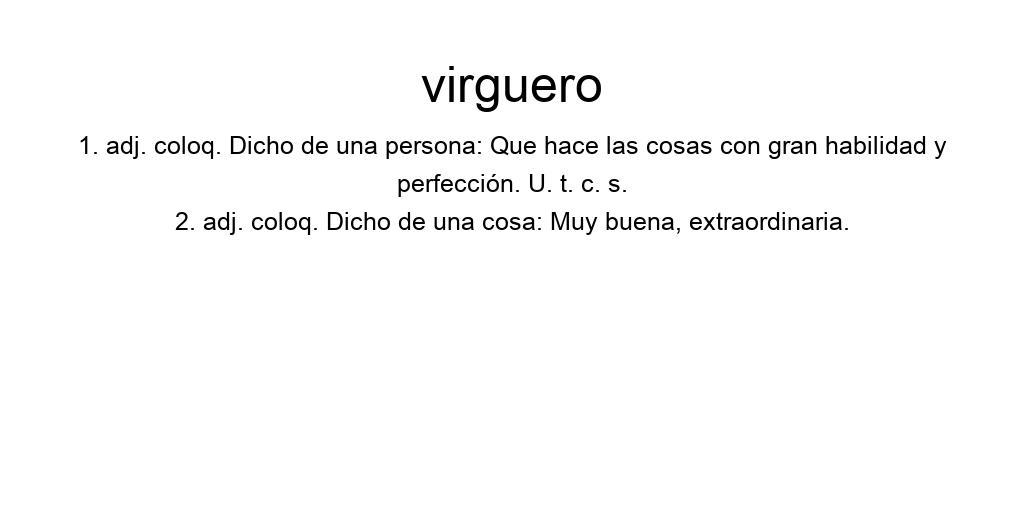 virguero
1. adj. coloq. Dicho de una persona: Que hace las cosas con gran habilidad y
perfección. U. t. c. s.
2. adj. coloq. Dicho de una cosa: Muy buena, extraordinaria.